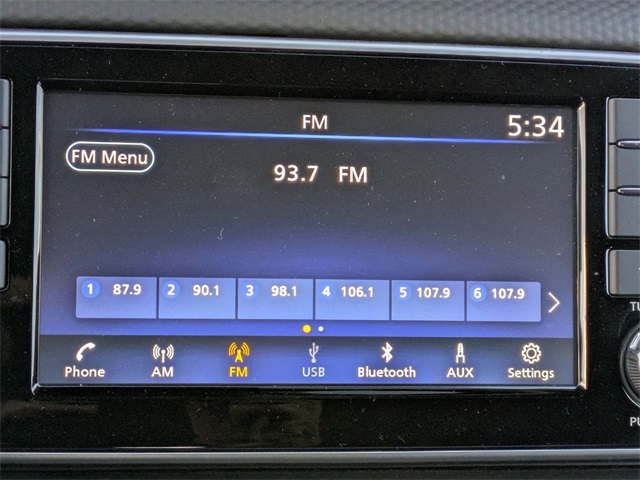 FM 5:34
FM Menu
93.7 FM
1 87.9 2 90.1 3 98.1 4 106.1 5 107.9 6 107.9
Phone AM FM USB Bluetooth AUX Settings